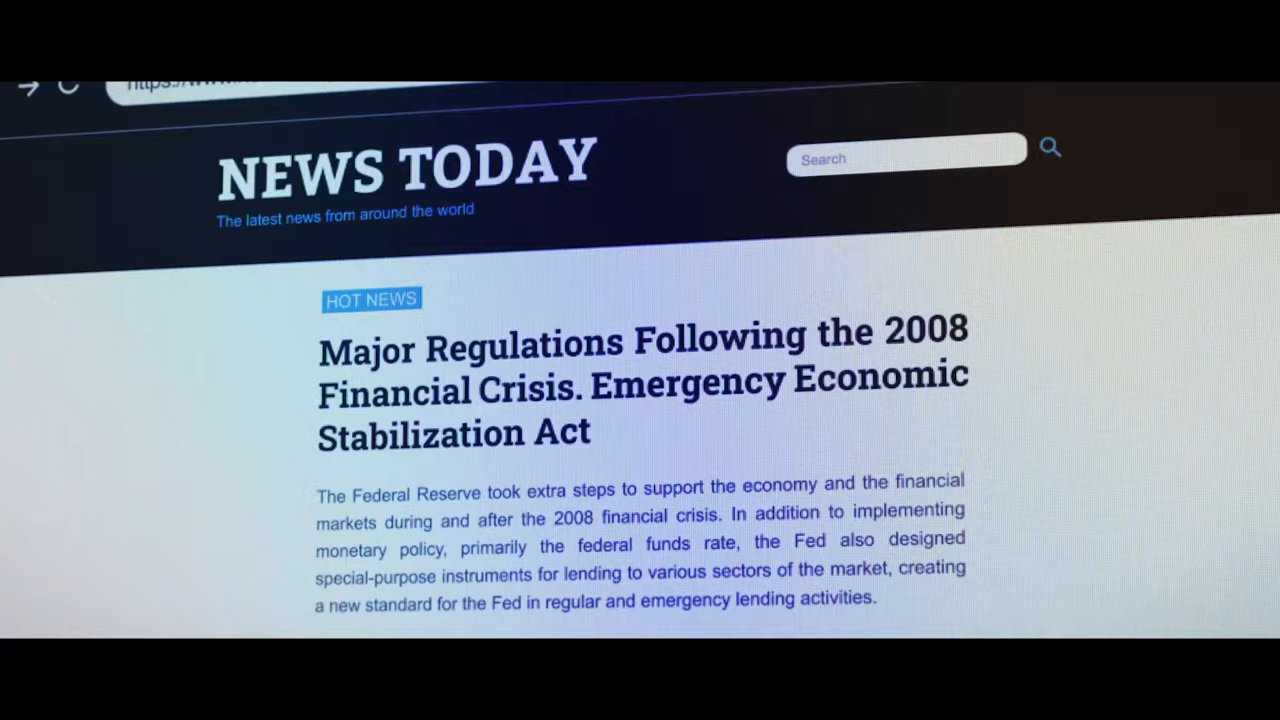 NEWS TODAY
Search
The latest news from around the world
HOT NEWS
Major Regulations Following the 2008
Financial Crisis. Emergency Economic
Stabilization Act
The Federal Reserve took extra steps to support the economy and the financial
markets during and after the 2008 financial crisis. In addition to implementing
monetary policy, primarily the federal funds rate, the Fed also designed
special-purpose instruments for lending to various sectors of the market, creating
a new standard for the Fed in regular and emergency lending activities.